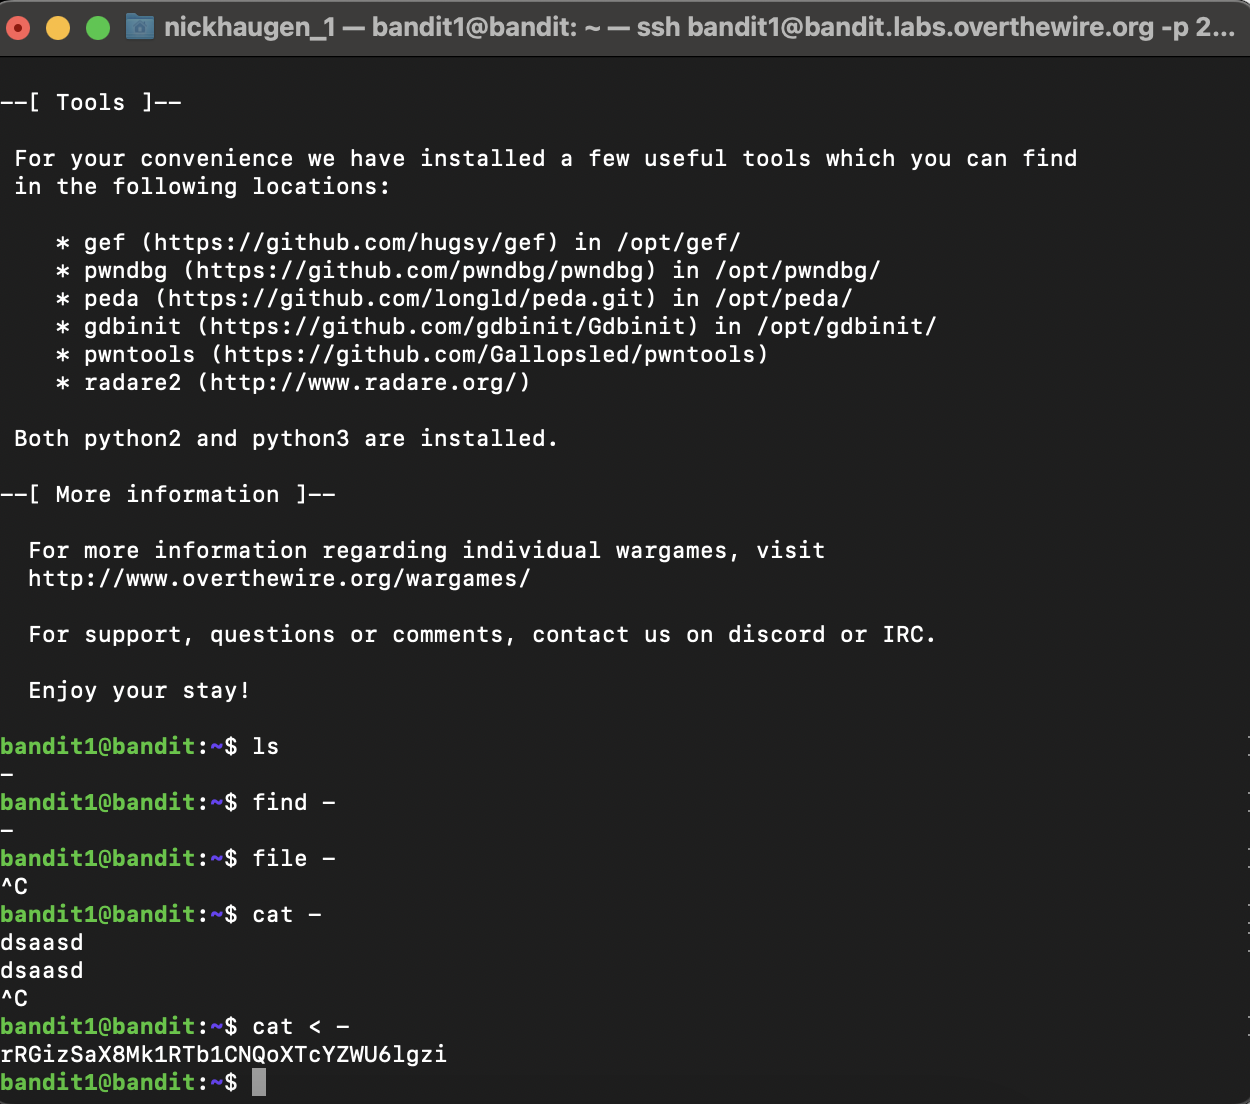 nickhaugen_1 — bandit1@bandit: ~ — ssh bandit1@bandit.labs.overthewire.org -p 2...
--[ Tools ]--
For your convenience we have installed a few useful tools which you can find
in the following locations:
* gef (https://github.com/hugsy/gef) in /opt/gef/
* pwndbg (https://github.com/pwndbg/pwndbg) in /opt/pwndbg/
* peda (https://github.com/longld/peda.git) in /opt/peda/
* gdbinit (https://github.com/gdbinit/Gdbinit) in /opt/gdbinit/
* pwntools (https://github.com/Gallopsled/pwntools)
* radare2 (http://www.radare.org/)
Both python2 and python3 are installed.
--[ More information ]--
For more information regarding individual wargames, visit
http://www.overthewire.org/wargames/
For support, questions or comments, contact us on discord or IRC.
Enjoy your stay!
bandit1@bandit:~$ ls
-
bandit1@bandit:~$ find -
-
bandit1@bandit:~$ file -
^C
bandit1@bandit:~$ cat -
dsaasd
dsaasd
^C
bandit1@bandit:~$ cat < -
rRGizSaX8Mk1RTb1CNQoXTcYZWU6lgzi
bandit1@bandit:~$